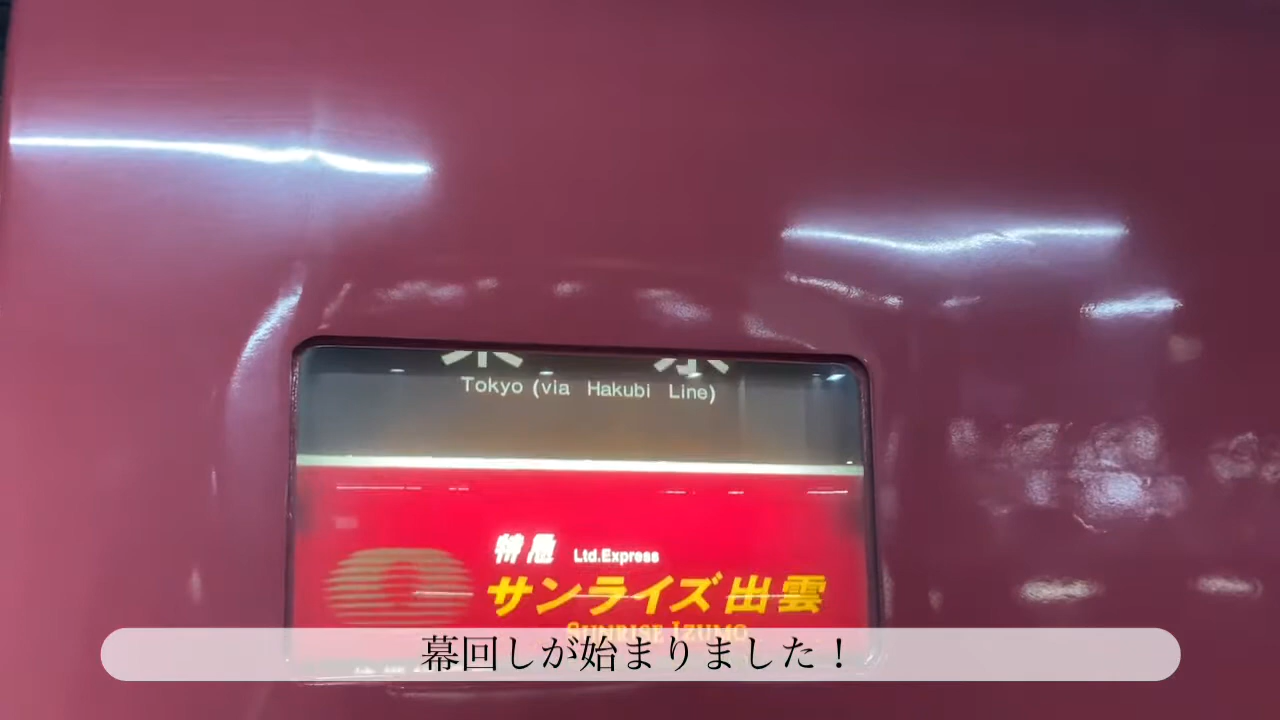 Tokyo (via Hakubi Line)
特急 Ltd.Express
サンライズ出雲
SUNRISE IZUMO
幕回しが始まりました！